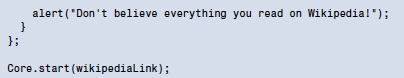 alert("Don't believe everything you read on Wikipedia!");
}
};
Core.start(wikipediaLink);